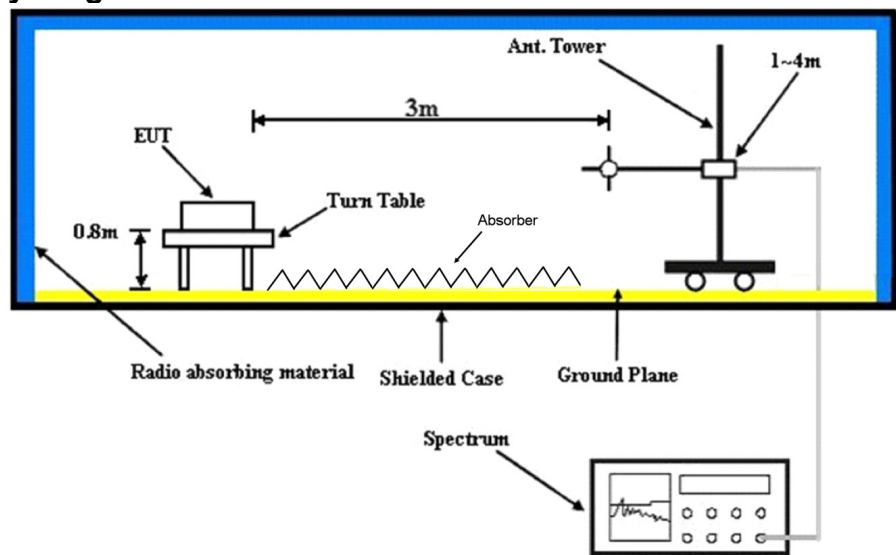 Ant. Tower
1~4m
3m
EUT
Turn Table
0.8m
Absorber
Radio absorbing material
Shielded Case
Ground Plane
Spectrum